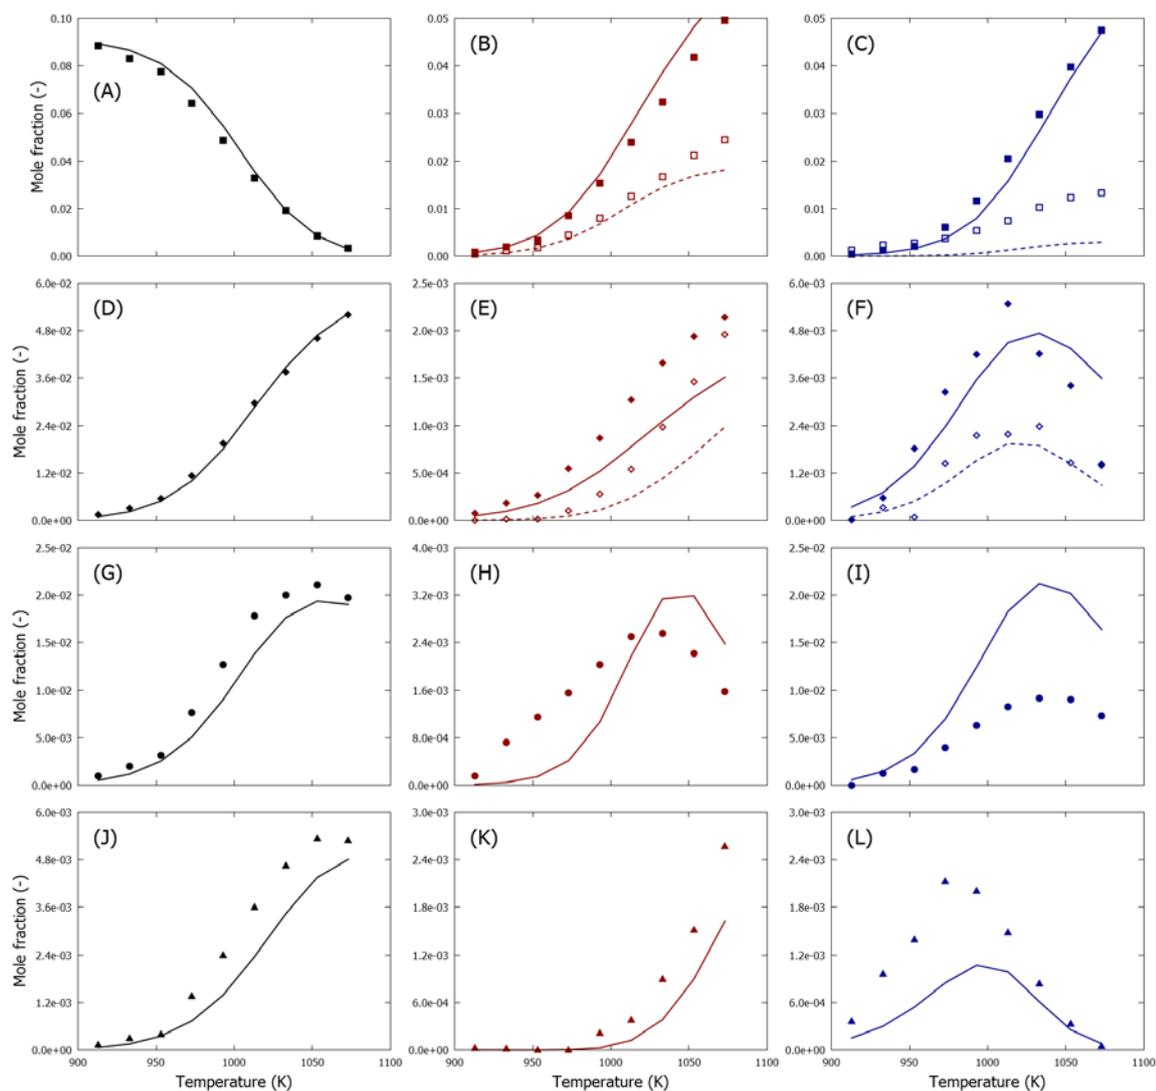 0.10 0.05 0.05
(A) (B) (C)
0.08 0.04 0.04
0.06 0.03 0.03
0.04 0.02 0.02
0.02 0.01 0.01
0.00 0.00 0.00
Mole fraction (-)
6.0e-02 2.5e-03 6.0e-03
(D) (E) (F)
4.8e-02 2.0e-03 4.8e-03
3.6e-02 1.5e-03 3.6e-03
2.4e-02 1.0e-03 2.4e-03
1.2e-02 5.0e-04 1.2e-03
0.0e+00 0.0e+00 0.0e+00
Mole fraction (-)
2.5e-02 4.0e-03 2.5e-02
(G) (H) (I)
2.0e-02 3.2e-03 2.0e-02
1.5e-02 2.4e-03 1.5e-02
1.0e-02 1.6e-03 1.0e-02
5.0e-03 8.0e-04 5.0e-03
0.0e+00 0.0e+00 0.0e+00
Mole fraction (-)
6.0e-03 3.0e-03 3.0e-03
(J) (K) (L)
4.8e-03 2.4e-03 2.4e-03
3.6e-03 1.8e-03 1.8e-03
2.4e-03 1.2e-03 1.2e-03
1.2e-03 6.0e-04 6.0e-04
0.0e+00 0.0e+00 0.0e+00
Mole fraction (-)
900 950 1000 1050 1100 900 950 1000 1050 1100 900 950 1000 1050 1100
Temperature (K) Temperature (K) Temperature (K)